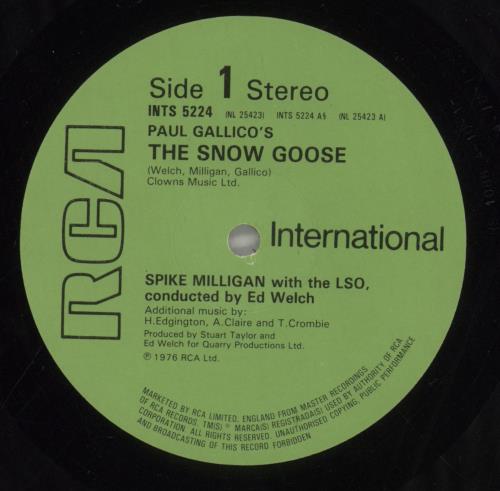 Side 1 Stereo
INTS 5224 (NL 25423) INTS 5224 A§ (NL 25423 A)
PAUL GALLICO'S
THE SNOW GOOSE
(Welch, Milligan, Gallico)
Clowns Music Ltd.
RCA
International
SPIKE MILLIGAN with the LSO,
conducted by Ed Welch
Additional music by:
H.Edgington, A.Claire and T.Crombie
Produced by Stuart Taylor and
Ed Welch for Quarry Productions Ltd.
℗ 1976 RCA Ltd.
MARKETED BY RCA LIMITED, ENGLAND FROM MASTER RECORDINGS
OF RCA RECORDS. TM(S) ® MARCA(S) REGISTRADA(S) USED BY AUTHORITY OF RCA
CORPORATION. ALL RIGHTS RESERVED. UNAUTHORISED COPYING, PUBLIC PERFORMANCE
AND BROADCASTING OF THIS RECORD FORBIDDEN